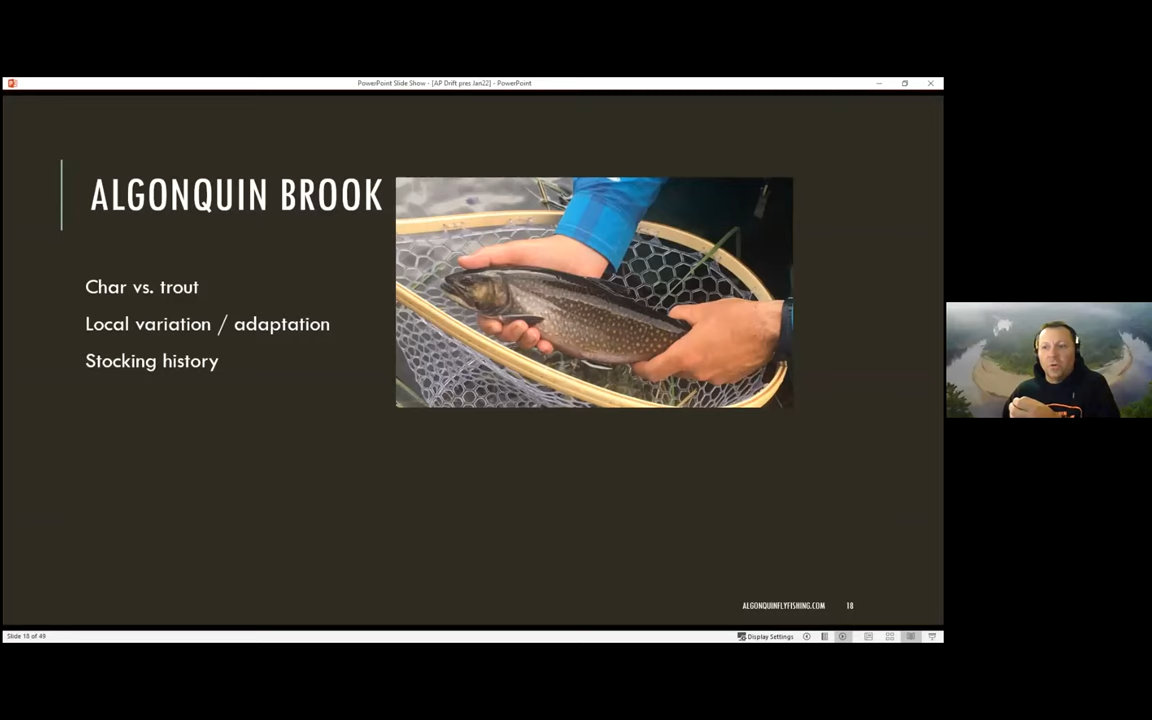 PowerPoint Slide Show - [AP Drift pres Jan22] - PowerPoint
ALGONQUIN BROOK
Char vs. trout
Local variation / adaptation
Stocking history
ALGONQUINFLYFISHING.COM 18
Slide 18 of 49
Display Settings